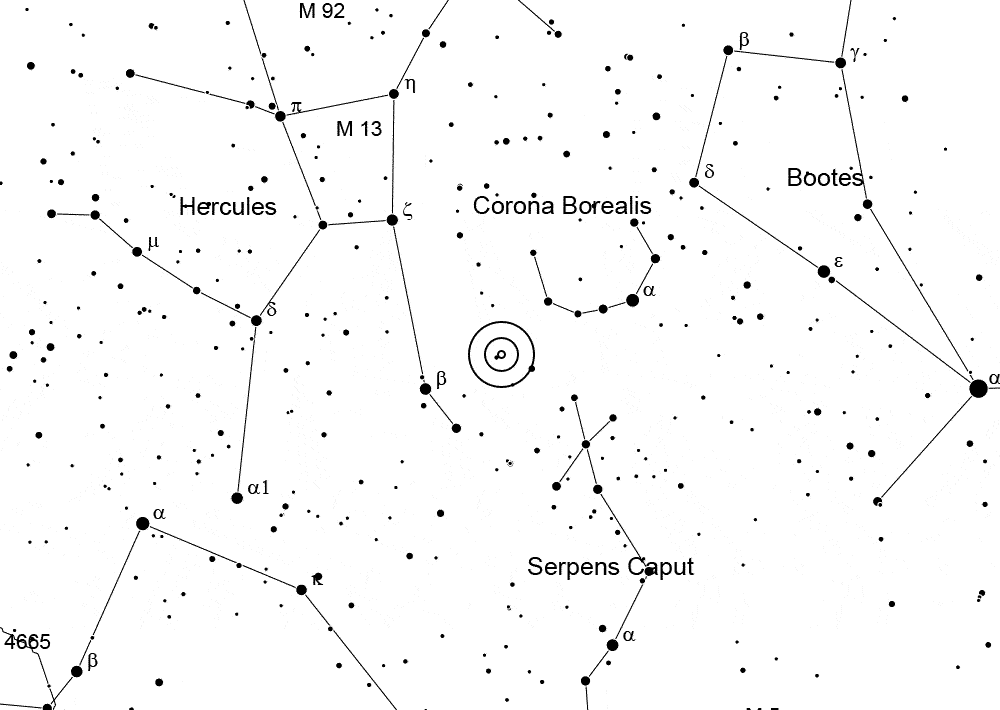 M 92
β
γ
η
π
M 13
δ
Bootes
Hercules
Corona Borealis
ζ
μ
ε
α
δ
β
α
α1
α
Serpens Caput
κ
α
4665
β